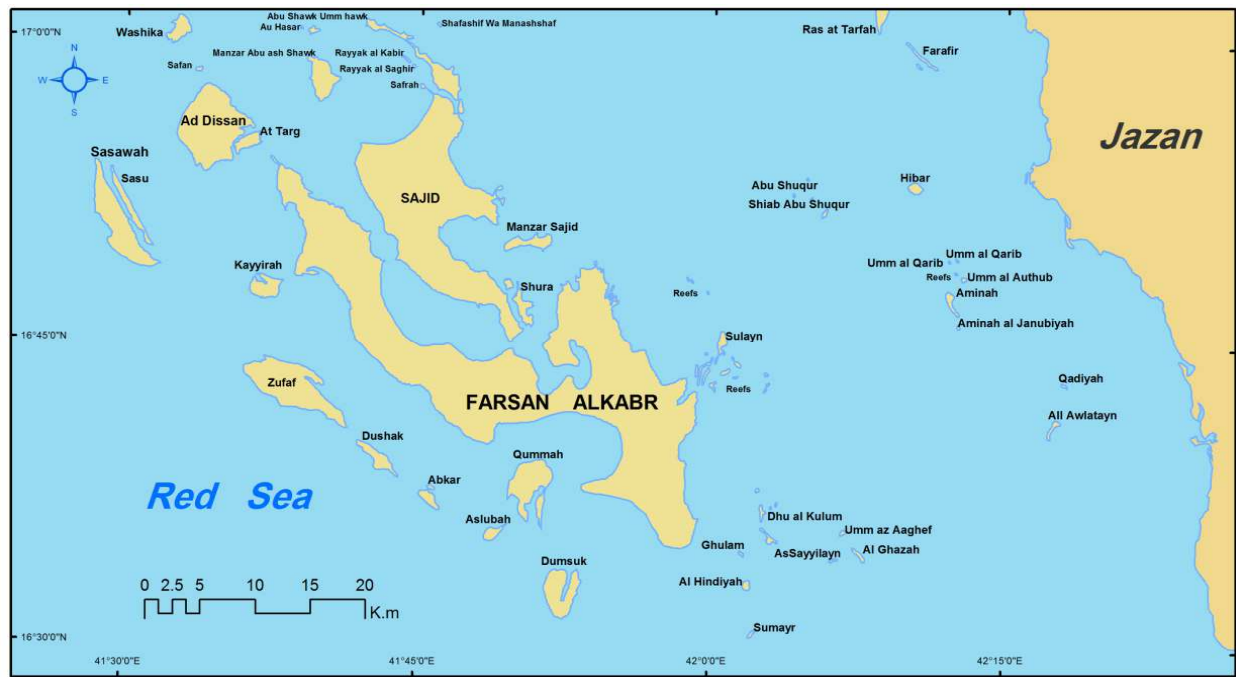 Abu Shawk Umm hawk
Shafashif Wa Manashshaf
Au Hasar
Washika
Ras at Tarfah
17°0'0"N
Manzar Abu ash Shawk
Rayyak al Kabir
Farafir
N
Safan
Rayyak al Saghir
W
E
Safrah
S
Ad Dissan
At Targ
Jazan
Sasawah
Sasu
Hibar
Abu Shuqur
SAJID
Shiab Abu Shuqur
Manzar Sajid
Umm al Qarib
Umm al Qarib
Kayyirah
Reefs
Umm al Authub
Shura
Reefs
Aminah
Aminah al Janubiyah
16°45'0"N
Sulayn
Zufaf
Qadiyah
Reefs
FARSAN ALKABR
All Awlatayn
Dushak
Qummah
Abkar
Red Sea
Aslubah
Dhu al Kulum
Umm az Aaghef
Ghulam
AsSayyilayn
Al Ghazah
Dumsuk
Al Hindiyah
0 2.5 5 10 15 20
K.m
Sumayr
16°30'0"N
41°30'0"E
41°45'0"E
42°0'0"E
42°15'0"E